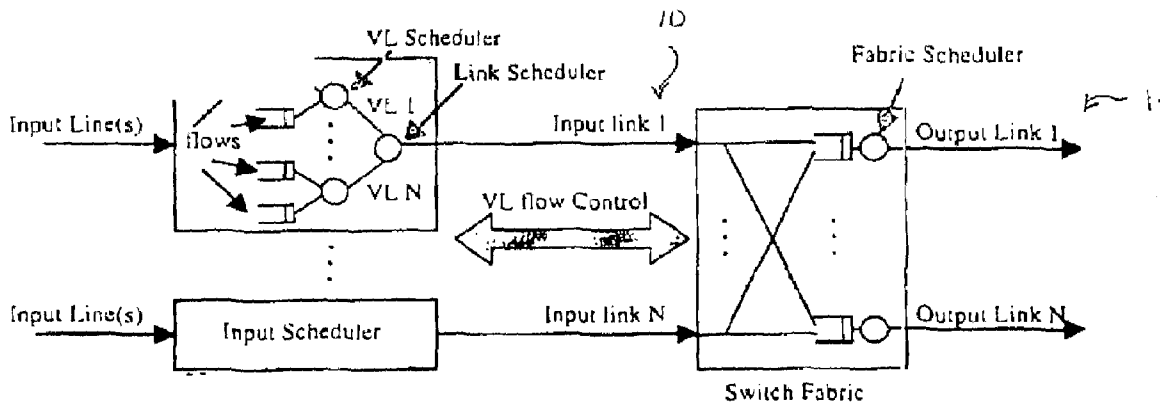 10
VL Scheduler
Link Scheduler
Fabric Scheduler
Input Line(s)
flows
VL 1
VL N
Input link 1
Output Link 1
VL flow Control
Input Line(s)
Input Scheduler
Input link N
Output Link N
Switch Fabric